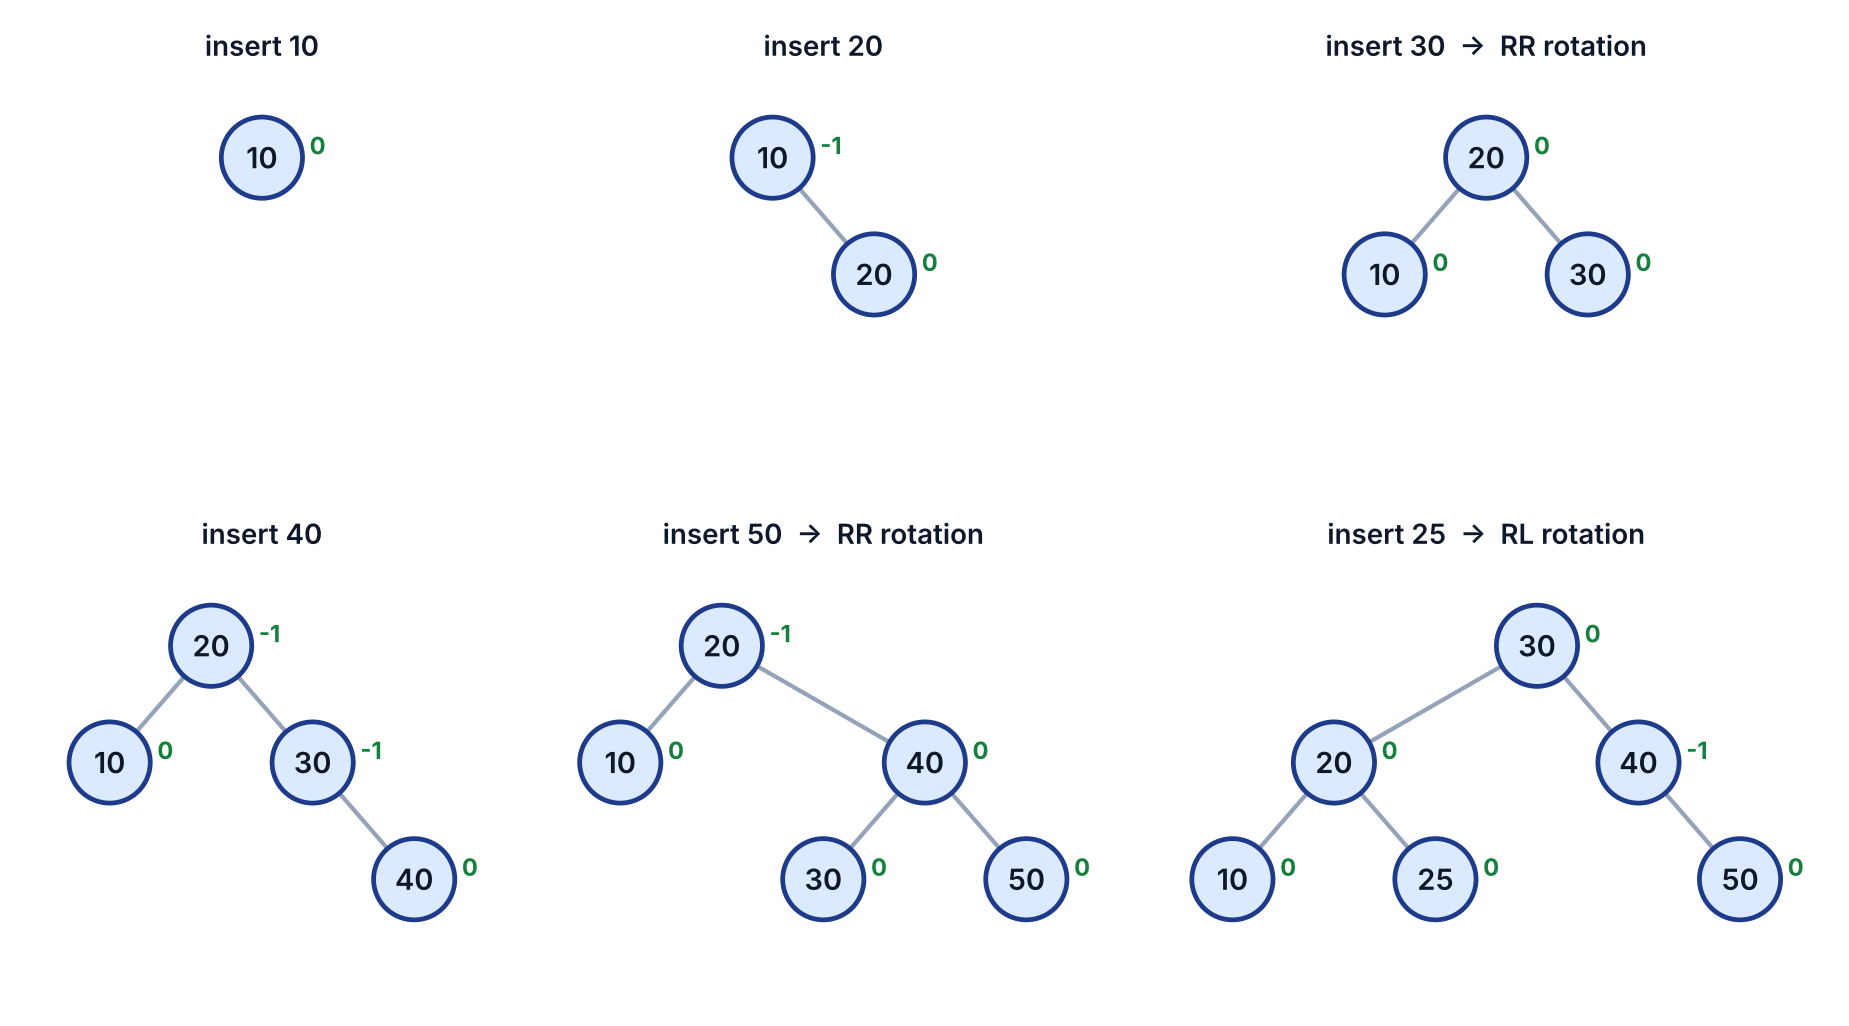 insert 10
10 0
insert 20
10 -1
20 0
insert 30 → RR rotation
20 0
10 0 30 0
insert 40
20 -1
10 0 30 -1
40 0
insert 50 → RR rotation
20 -1
10 0 40 0
30 0 50 0
insert 25 → RL rotation
30 0
20 0 40 -1
10 0 25 0 50 0